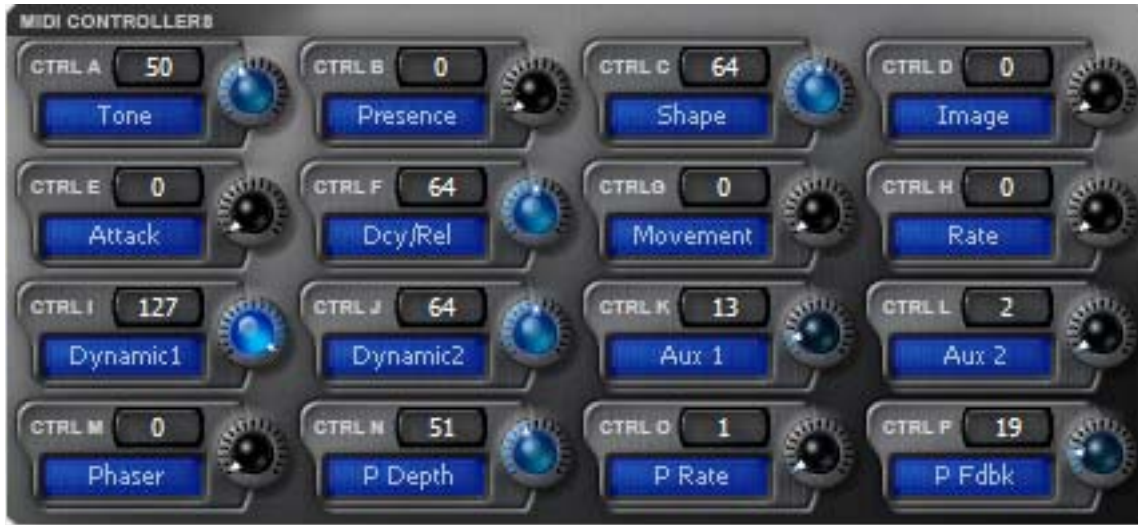 MIDI CONTROLLERS
CTRL A 50 CTRL B 0 CTRL C 64 CTRL D 0
Tone Presence Shape Image
CTRL E 0 CTRL F 64 CTRL G 0 CTRL H 0
Attack Dcy/Rel Movement Rate
CTRL I 127 CTRL J 64 CTRL K 13 CTRL L 2
Dynamic1 Dynamic2 Aux 1 Aux 2
CTRL M 0 CTRL N 51 CTRL O 1 CTRL P 19
Phaser P Depth P Rate P Fdbk